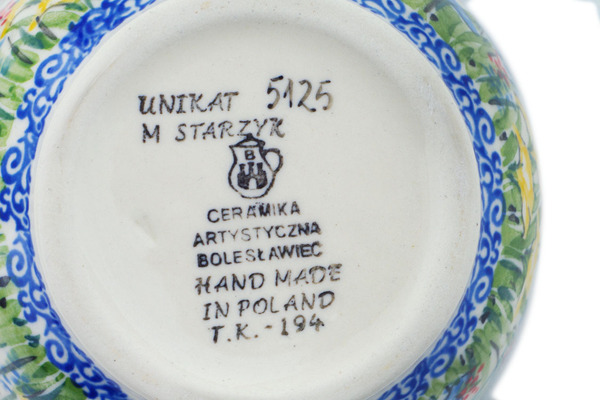 UNIKAT 5125
M STARZYK
B
CERAMIKA
ARTYSTYCZNA
BOLESŁAWIEC
HAND MADE
IN POLAND
T.K.-194